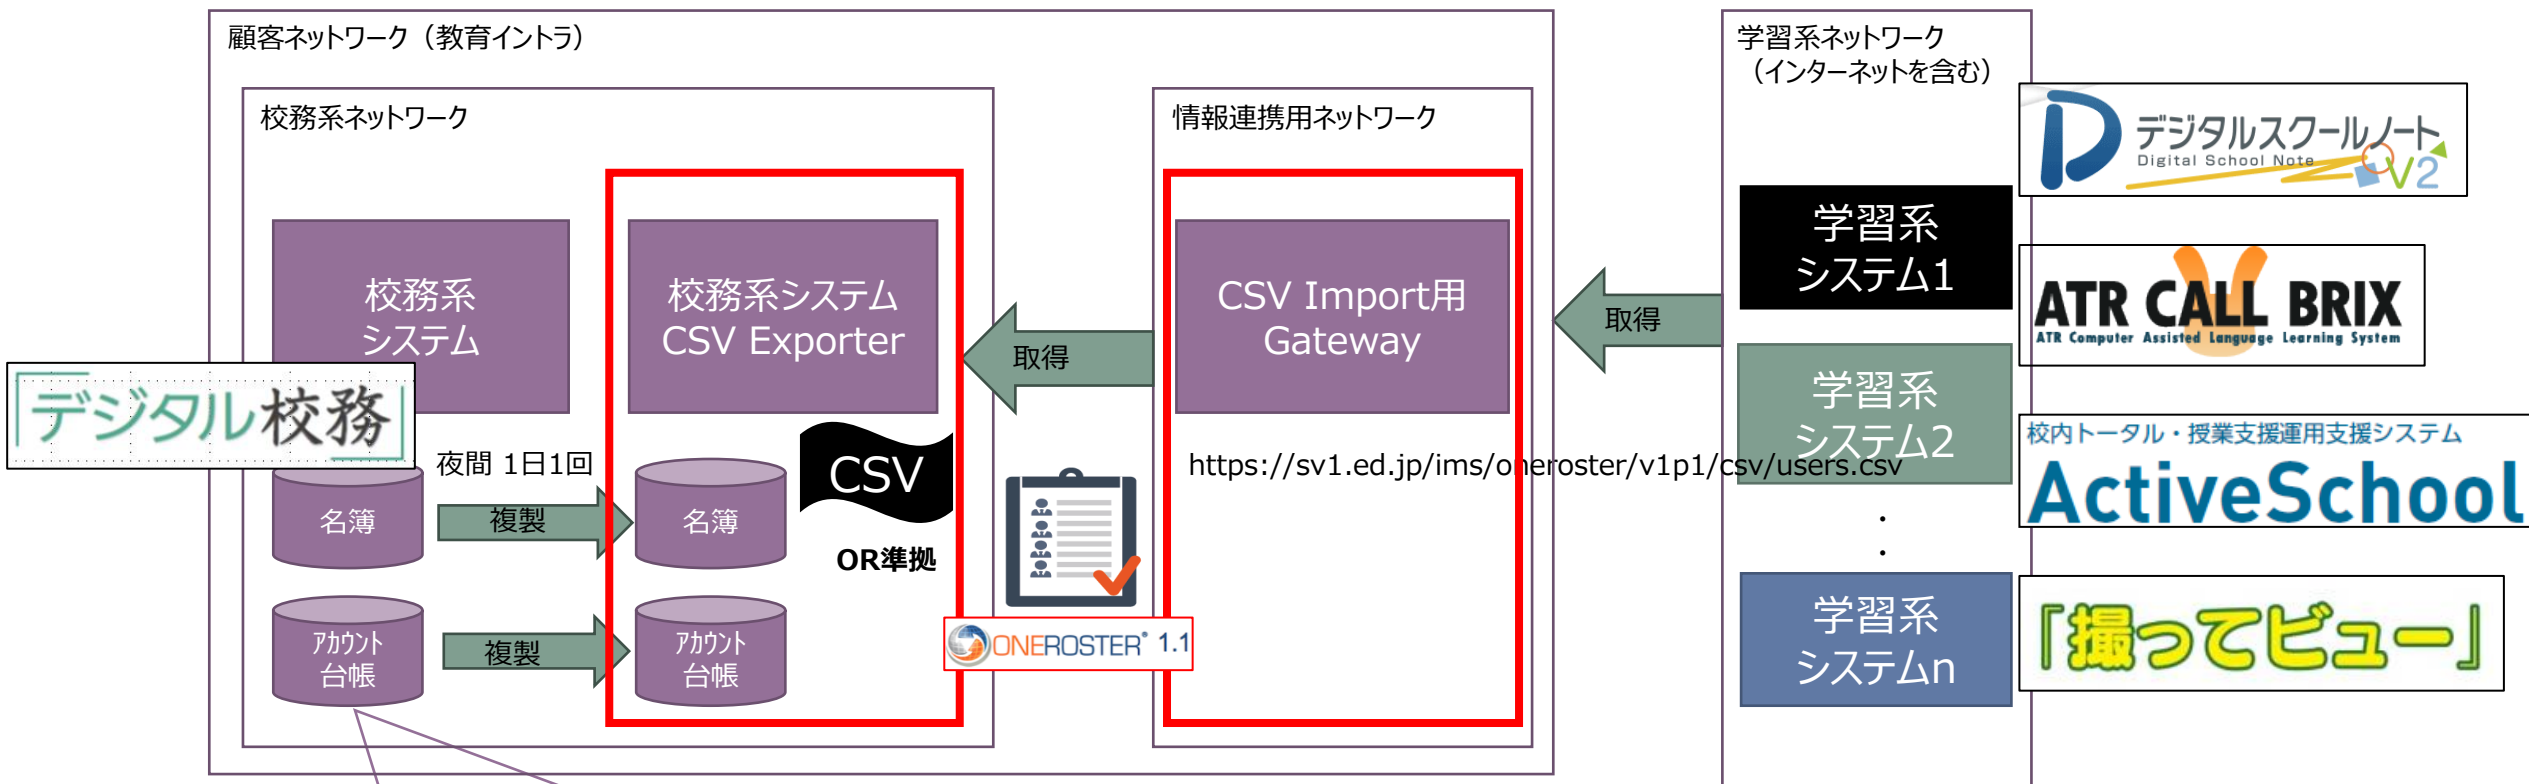 顧客ネットワーク（教育イントラ）
校務系ネットワーク
校務系
システム
デジタル校務
名簿
アカウント
台帳
夜間 1日1回
複製
複製
校務系システム
CSV Exporter
CSV
OR準拠
名簿
アカウント
台帳
取得
ONEROSTER® 1.1
情報連携用ネットワーク
CSV Import用
Gateway
https://sv1.ed.jp/ims/oneroster/v1p1/csv/users.csv
取得
学習系ネットワーク
（インターネットを含む）
学習系
システム1
学習系
システム2
・
・
学習系
システムn
デジタルスクールノート
Digital School Note
V2
ATR CALL BRIX
ATR Computer Assisted Language Learning System
校内トータル・授業支援運用支援システム
ActiveSchool
「撮ってビュー」